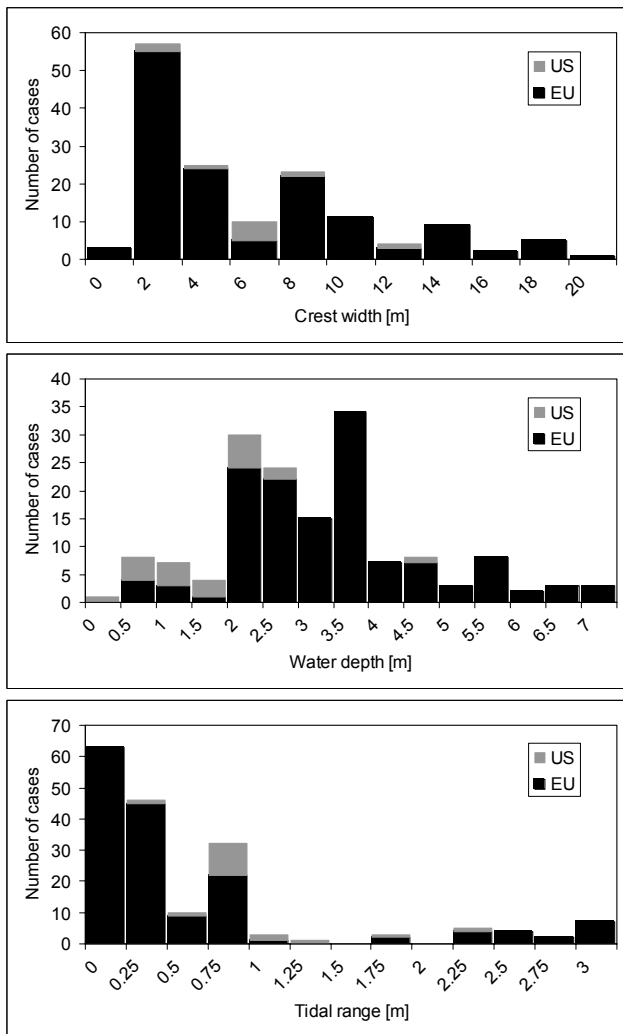 60
50
40
30
20
10
0
Number of cases
US
EU
0 2 4 6 8 10 12 14 16 18 20
Crest width [m]
40
35
30
25
20
15
10
5
0
Number of cases
US
EU
0 0.5 1 1.5 2 2.5 3 3.5 4 4.5 5 5.5 6 6.5 7
Water depth [m]
70
60
50
40
30
20
10
0
Number of cases
US
EU
0 0.25 0.5 0.75 1 1.25 1.5 1.75 2 2.25 2.5 2.75 3
Tidal range [m]